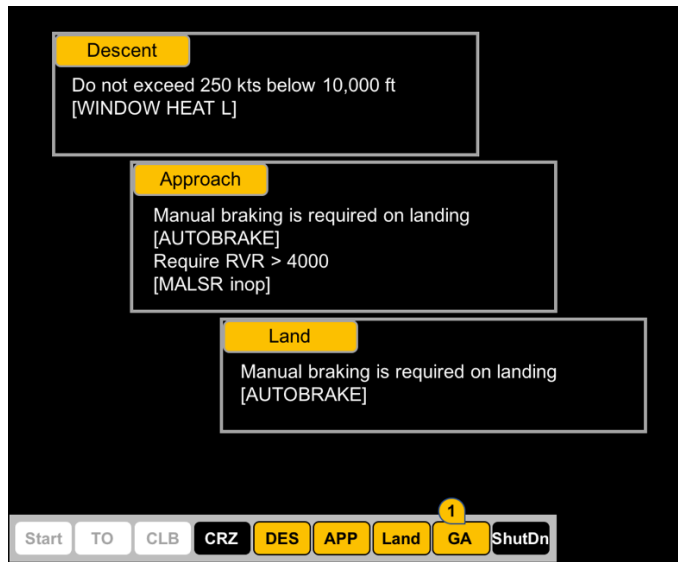 Descent
Do not exceed 250 kts below 10,000 ft
[WINDOW HEAT L]
Approach
Manual braking is required on landing
[AUTOBRAKE]
Require RVR > 4000
[MALSR inop]
Land
Manual braking is required on landing
[AUTOBRAKE]
1
Start TO CLB CRZ DES APP Land GA ShutDn